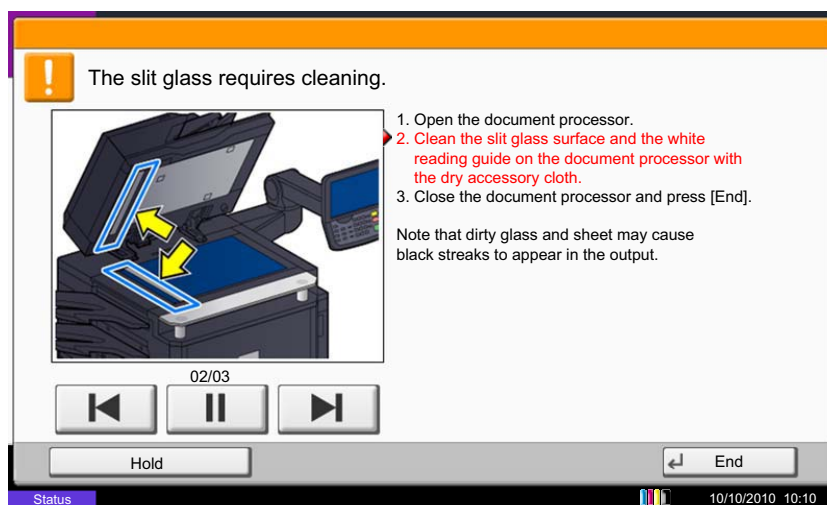 The slit glass requires cleaning.
1. Open the document processor.
2. Clean the slit glass surface and the white
reading guide on the document processor with
the dry accessory cloth.
3. Close the document processor and press [End].
Note that dirty glass and sheet may cause
black streaks to appear in the output.
02/03
Hold
End
Status
10/10/2010 10:10